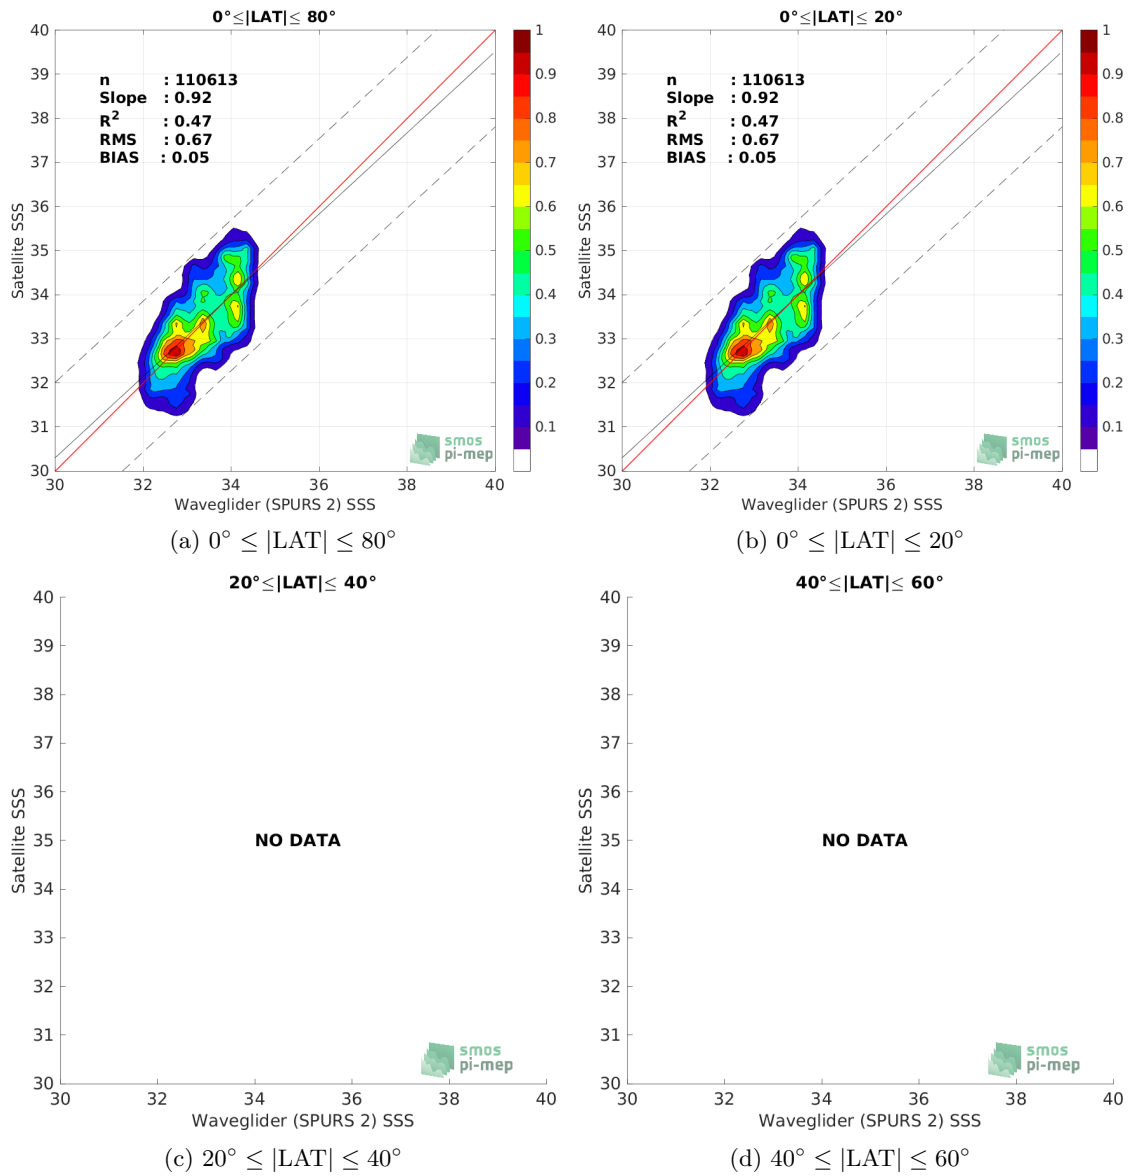 0°≤|LAT|≤ 80°
Satellite SSS
40
39
38
37
36
35
34
33
32
31
30
n : 110613
Slope : 0.92
R² : 0.47
RMS : 0.67
BIAS : 0.05
smos
pi-mep
30 32 34 36 38 40
Waveglider (SPURS 2) SSS
1
0.9
0.8
0.7
0.6
0.5
0.4
0.3
0.2
0.1
(a) 0° ≤ |LAT| ≤ 80°
0°≤|LAT|≤ 20°
Satellite SSS
40
39
38
37
36
35
34
33
32
31
30
n : 110613
Slope : 0.92
R² : 0.47
RMS : 0.67
BIAS : 0.05
smos
pi-mep
30 32 34 36 38 40
Waveglider (SPURS 2) SSS
1
0.9
0.8
0.7
0.6
0.5
0.4
0.3
0.2
0.1
(b) 0° ≤ |LAT| ≤ 20°
20°≤|LAT|≤ 40°
Satellite SSS
40
39
38
37
36
35
34
33
32
31
30
NO DATA
smos
pi-mep
30 32 34 36 38 40
Waveglider (SPURS 2) SSS
(c) 20° ≤ |LAT| ≤ 40°
40°≤|LAT|≤ 60°
Satellite SSS
40
39
38
37
36
35
34
33
32
31
30
NO DATA
smos
pi-mep
30 32 34 36 38 40
Waveglider (SPURS 2) SSS
(d) 40° ≤ |LAT| ≤ 60°